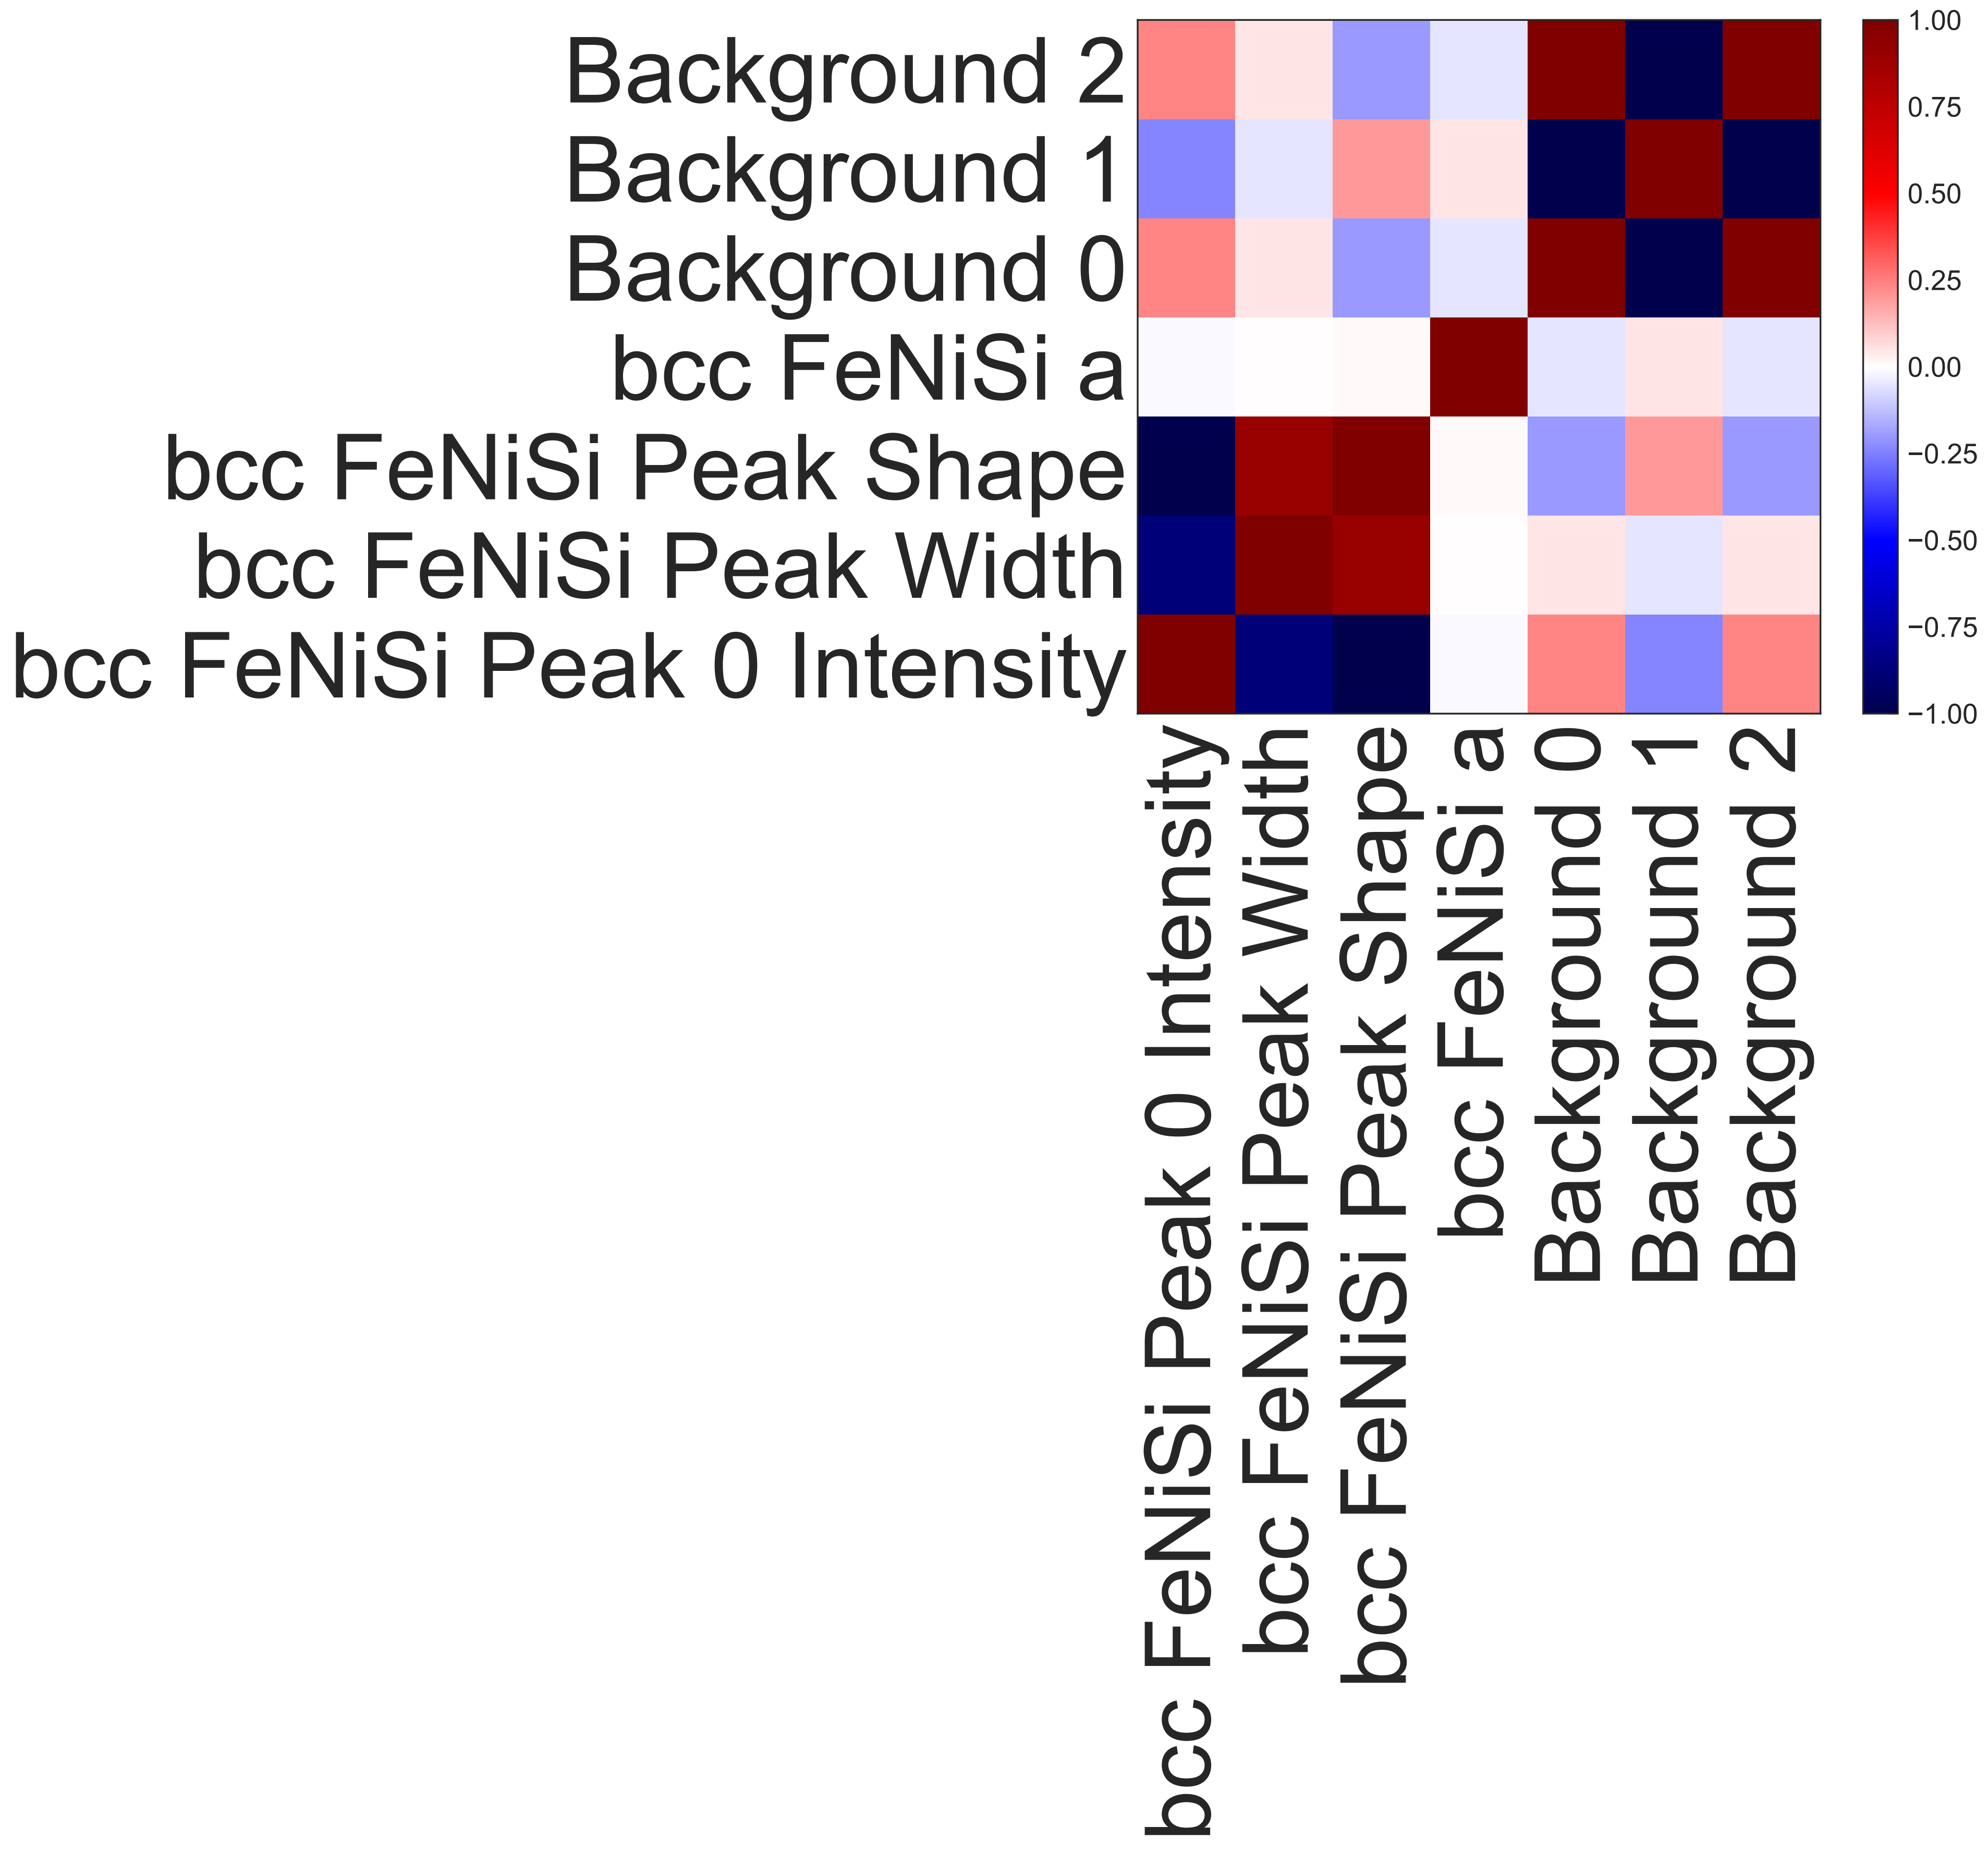 Background 2
Background 1
Background 0
bcc FeNiSi a
bcc FeNiSi Peak Shape
bcc FeNiSi Peak Width
bcc FeNiSi Peak 0 Intensity
bcc FeNiSi Peak 0 Intensity
bcc FeNiSi Peak Width
bcc FeNiSi Peak Shape
bcc FeNiSi a
Background 0
Background 1
Background 2
1.00
0.75
0.50
0.25
0.00
−0.25
−0.50
−0.75
−1.00